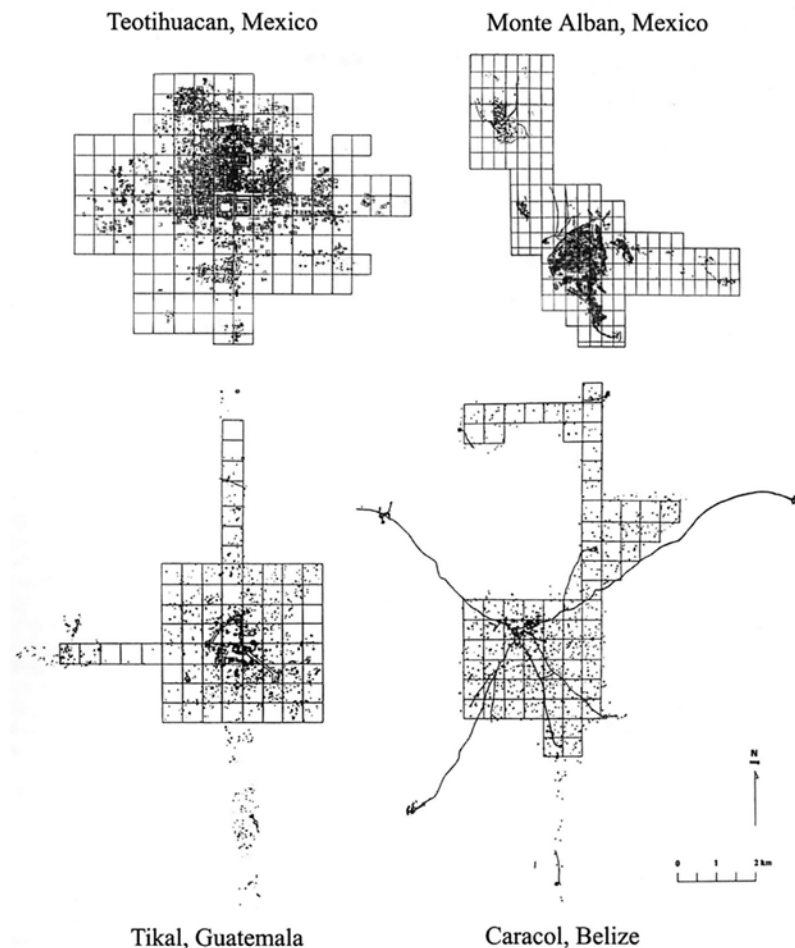 Teotihuacan, Mexico
Monte Alban, Mexico
N
0 1 2 km
Tikal, Guatemala
Caracol, Belize